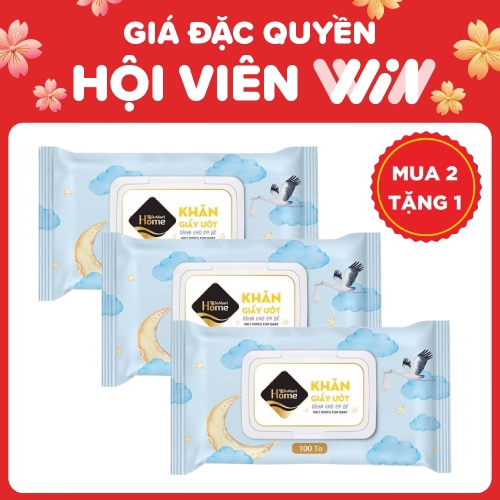 GIÁ ĐẶC QUYỀN
HỘI VIÊN WiN
MUA 2
TẶNG 1
WinMart
Home
KHĂN
GIẤY ƯỚT
DÀNH CHO EM BÉ
WET WIPES FOR BABY
WinMart
Home
KHĂN
GIẤY ƯỚT
DÀNH CHO EM BÉ
WET WIPES FOR BABY
WinMart
Home
KHĂN
GIẤY ƯỚT
DÀNH CHO EM BÉ
WET WIPES FOR BABY
100 Tờ